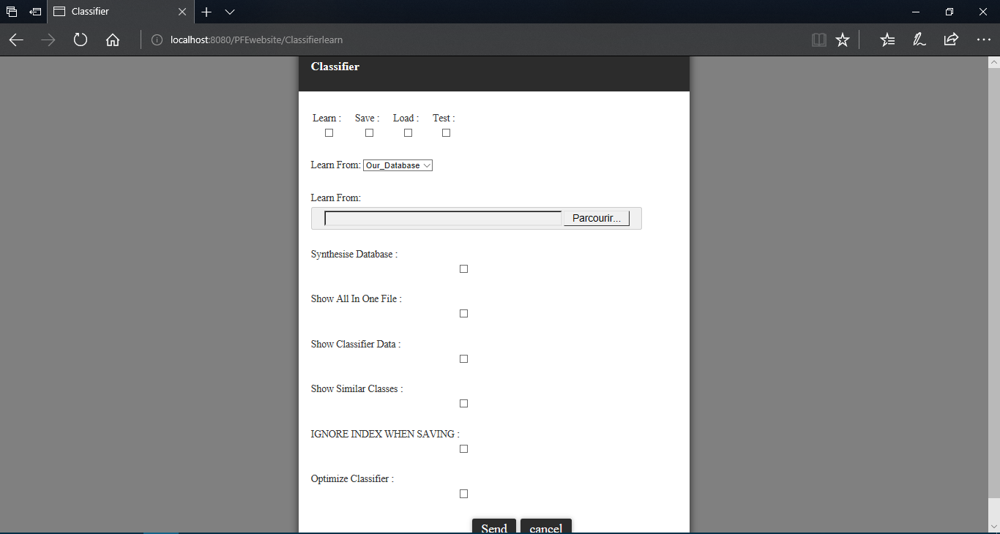 Classifier
localhost:8080/PFEwebsite/Classifierlearn
Classifier
Learn : Save : Load : Test :
Learn From: Our_Database
Learn From:
Parcourir...
Synthesise Database :
Show All In One File :
Show Classifier Data :
Show Similar Classes :
IGNORE INDEX WHEN SAVING :
Optimize Classifier :
Send cancel